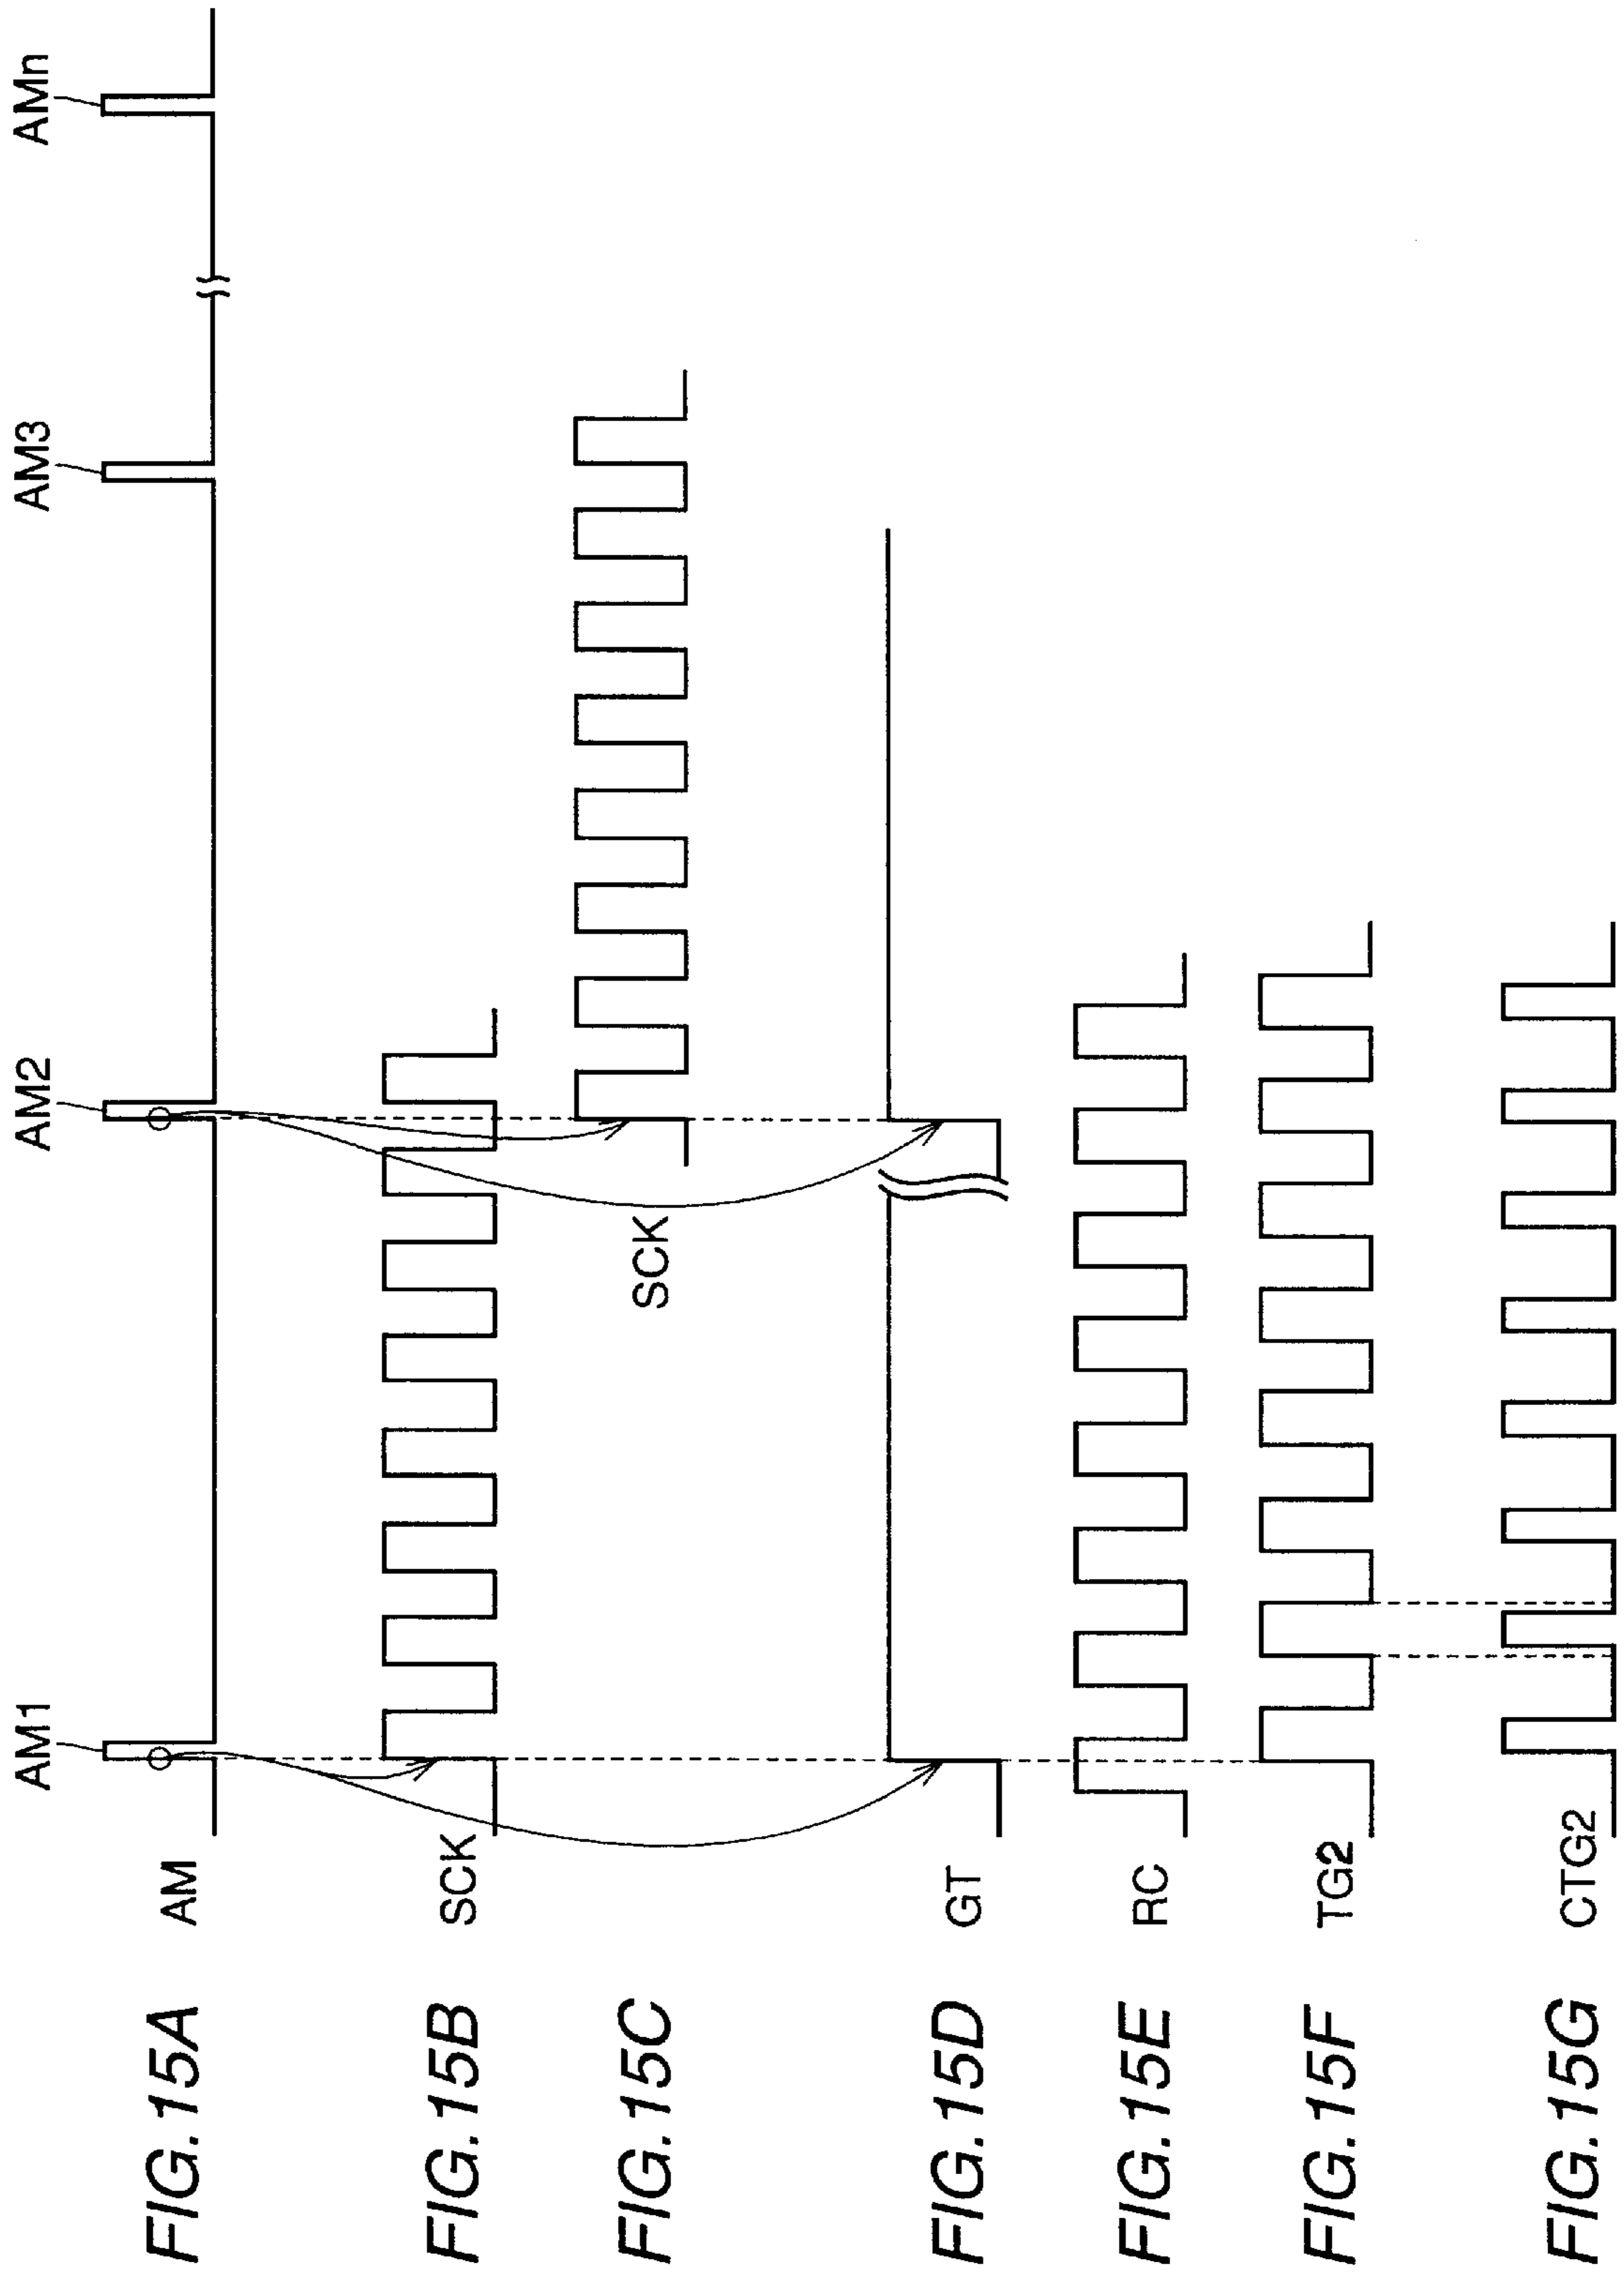 AM1
AM2
AM3
AMn
FIG.15A
AM
FIG.15B
SCK
FIG.15C
SCK
FIG.15D
GT
FIG.15E
RC
FIG.15F
TG2
FIG.15G
CTG2